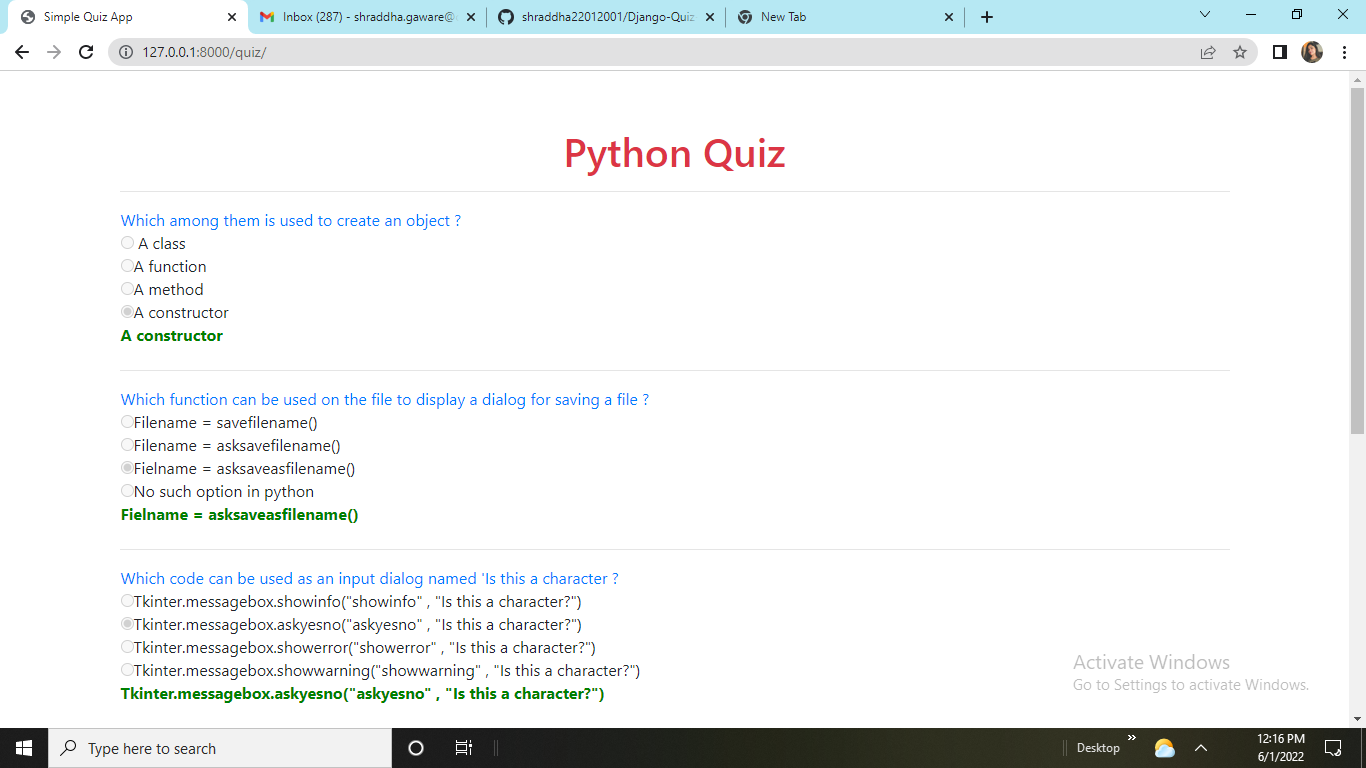 Simple Quiz App
Inbox (287) - shraddha.gaware@
shraddha22012001/Django-Quiz
New Tab
127.0.0.1:8000/quiz/
Python Quiz
Which among them is used to create an object ?
A class
A function
A method
A constructor
A constructor
Which function can be used on the file to display a dialog for saving a file ?
Filename = savefilename()
Filename = asksavefilename()
Fielname = asksaveasfilename()
No such option in python
Fielname = asksaveasfilename()
Which code can be used as an input dialog named 'Is this a character ?
Tkinter.messagebox.showinfo("showinfo" , "Is this a character?")
Tkinter.messagebox.askyesno("askyesno" , "Is this a character?")
Tkinter.messagebox.showerror("showerror" , "Is this a character?")
Tkinter.messagebox.showwarning("showwarning" , "Is this a character?")
Tkinter.messagebox.askyesno("askyesno" , "Is this a character?")
Activate Windows
Go to Settings to activate Windows.
Type here to search
Desktop
12:16 PM
6/1/2022